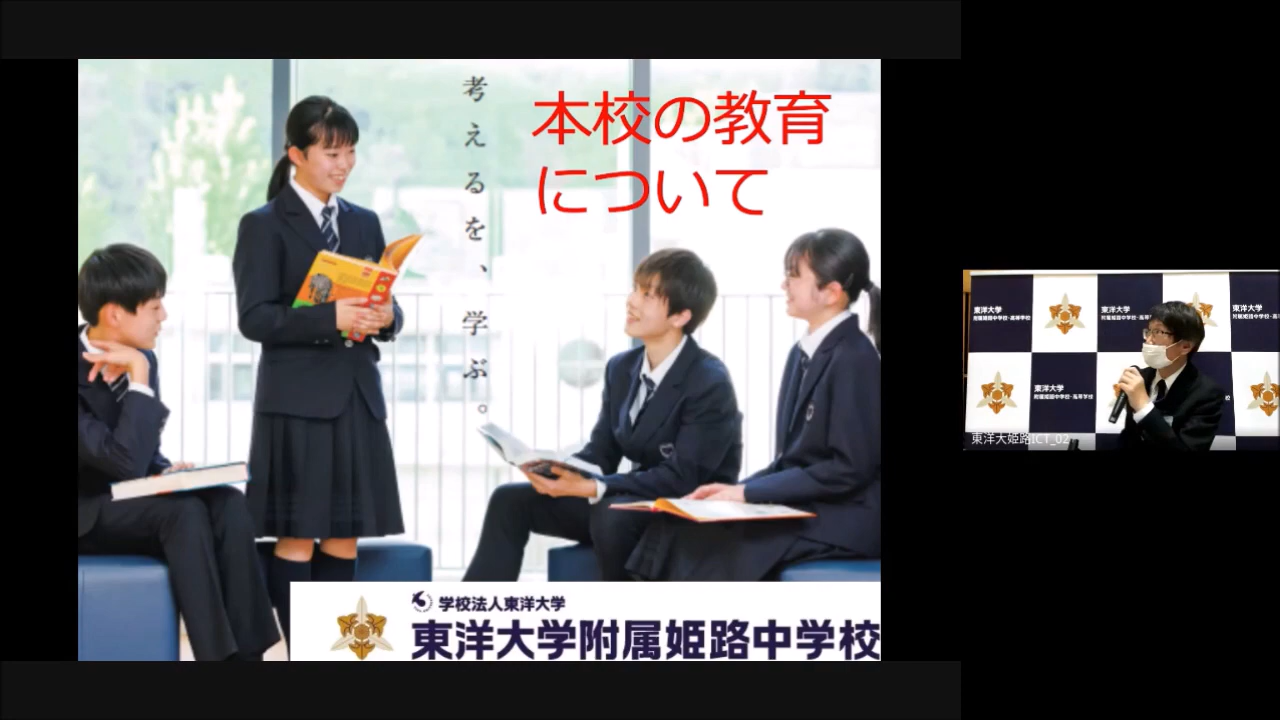 考えるを、学ぶ。
本校の教育
について
学校法人東洋大学
東洋大学附属姫路中学校
東洋大学
附属姫路中学校・高等学校
東洋大学
東洋大学
附属姫路中学校・高等学校
東洋大学
附属姫路中学校・高等学校
東洋大姫路ICT_02